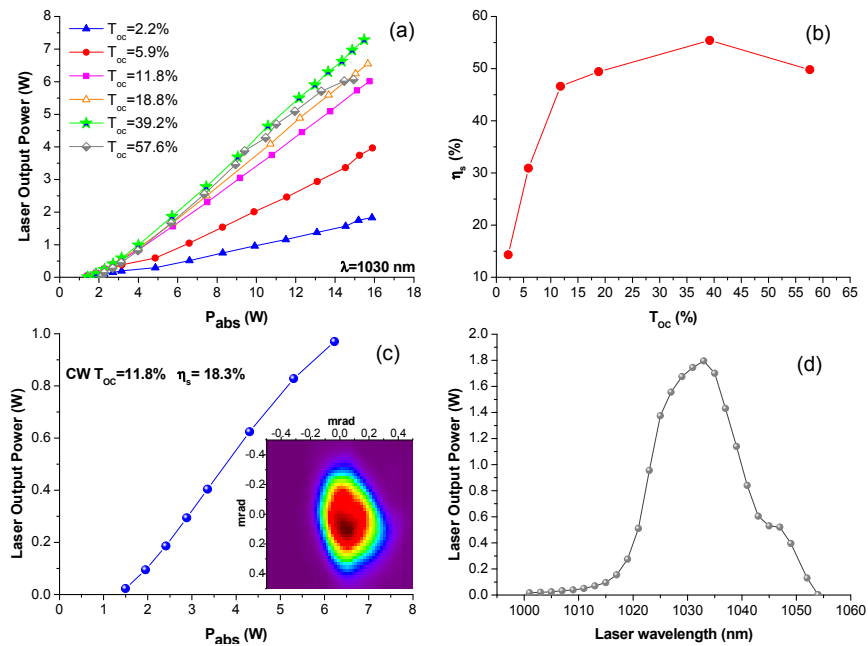 (a)
T_oc=2.2%
T_oc=5.9%
T_oc=11.8%
T_oc=18.8%
T_oc=39.2%
T_oc=57.6%
λ=1030 nm
8
7
6
5
4
3
2
1
0
Laser Output Power (W)
0 2 4 6 8 10 12 14 16 18
P_abs (W)
(b)
60
50
40
30
20
10
η_s (%)
0 5 10 15 20 25 30 35 40 45 50 55 60 65
T_OC (%)
(c)
CW T_OC=11.8% η_s= 18.3%
1.0
0.8
0.6
0.4
0.2
0.0
Laser Output Power (W)
0 1 2 3 4 5 6 7 8
P_abs (W)
mrad
-0.4 -0.2 0.0 0.2 0.4
-0.4
-0.2
0.0
0.2
0.4
mrad
(d)
2.0
1.8
1.6
1.4
1.2
1.0
0.8
0.6
0.4
0.2
0.0
Laser Output Power (W)
1000 1010 1020 1030 1040 1050 1060
Laser wavelength (nm)